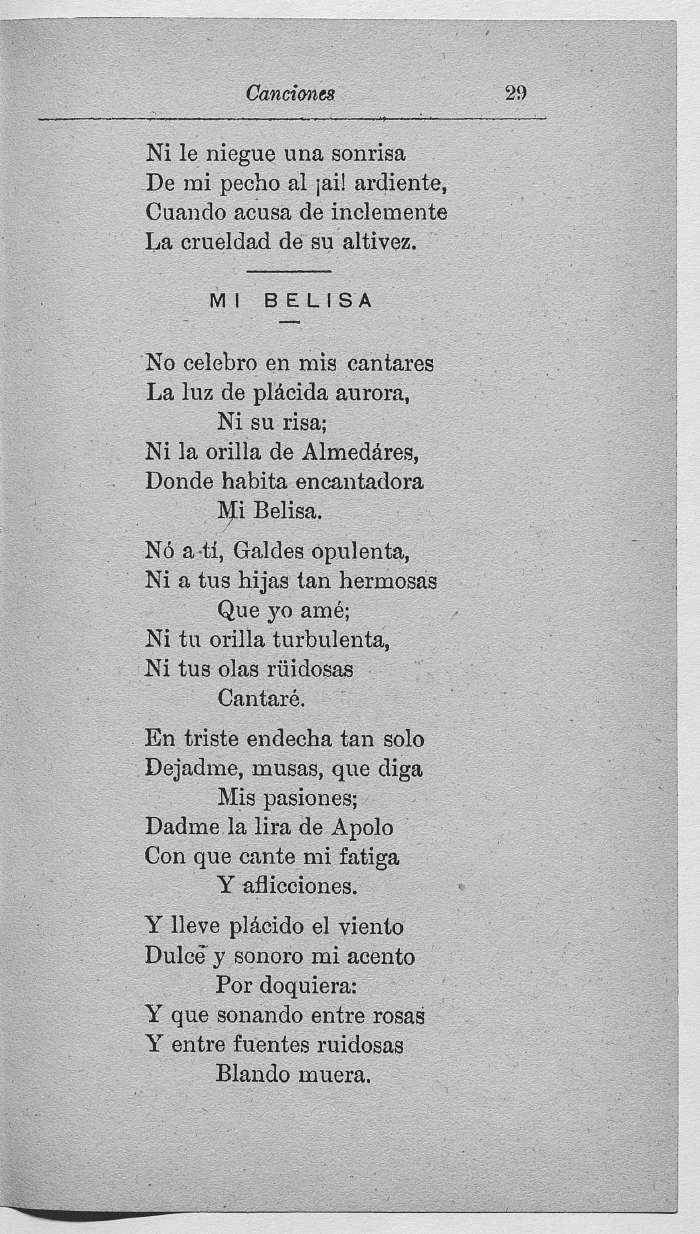 Canciones 29
Ni le niegue una sonrisa
De mi pecho al ¡ai! ardiente,
Cuando acusa de inclemente
La crueldad de su altivez.
MI BELISA
No celebro en mis cantares
La luz de plácida aurora,
Ni su risa;
Ni la orilla de Almedáres,
Donde habita encantadora
Mi Belisa.
Nó a tí, Galdes opulenta,
Ni a tus hijas tan hermosas
Que yo amé;
Ni tu orilla turbulenta,
Ni tus olas rüidosas
Cantaré.
En triste endecha tan solo
Dejadme, musas, que diga
Mis pasiones;
Dadme la lira de Apolo
Con que cante mi fatiga
Y aflicciones.
Y lleve plácido el viento
Dulce y sonoro mi acento
Por doquiera:
Y que sonando entre rosas
Y entre fuentes ruidosas
Blando muera.